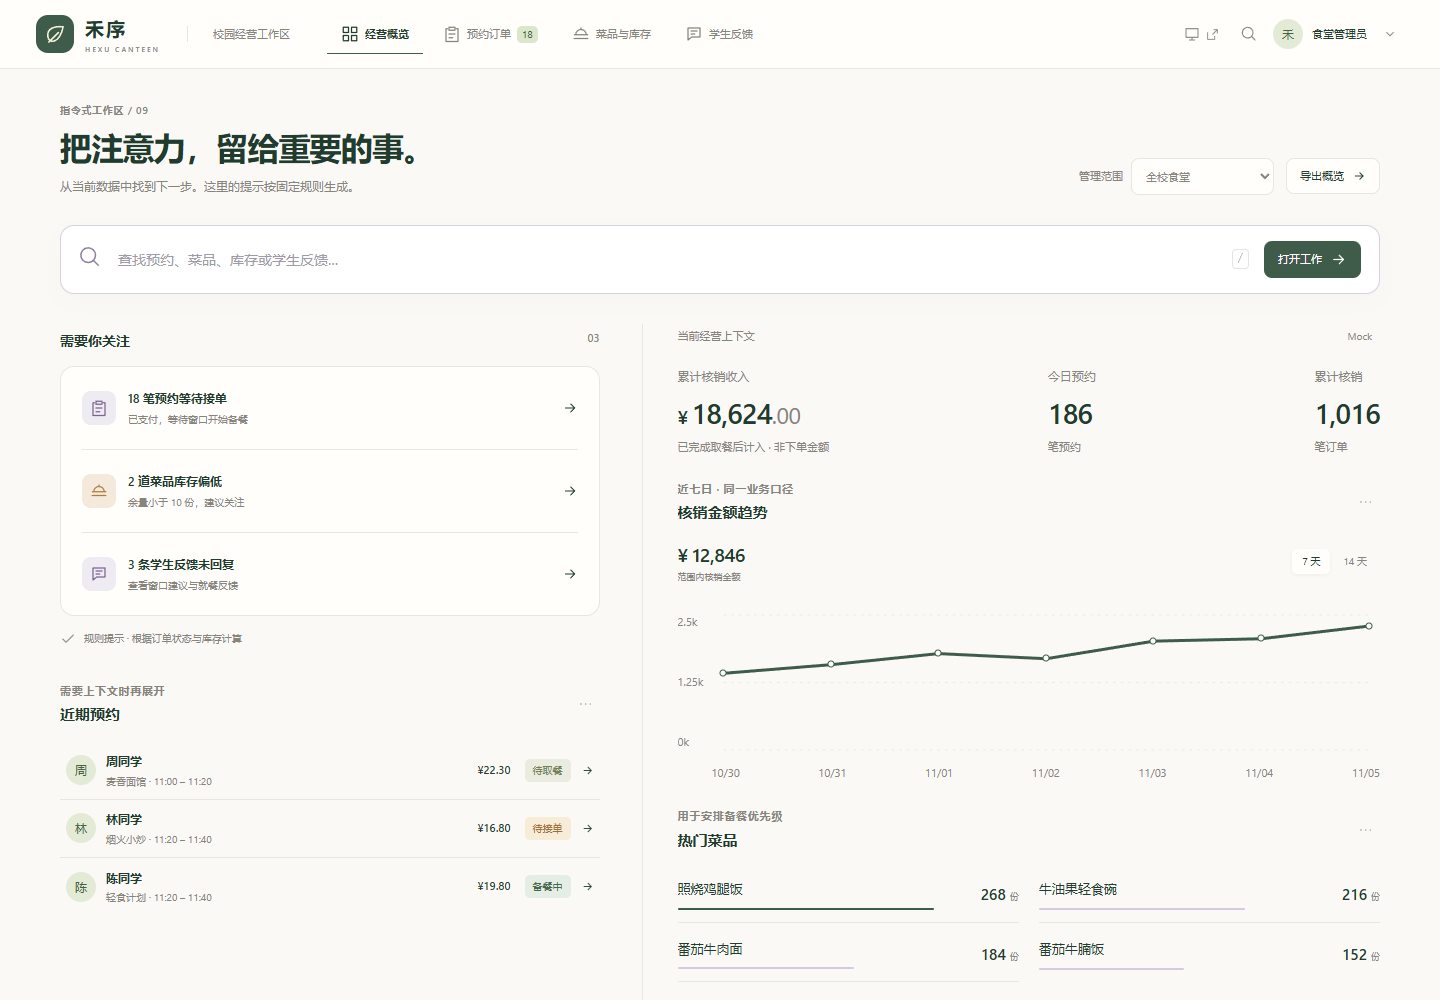 禾序
HEXU CANTEEN
校园经营工作区
经营概览
预约订单 18
菜品与库存
学生反馈
禾 食堂管理员
指令式工作区 / 09
把注意力，留给重要的事。
从当前数据中找到下一步。这里的提示按固定规则生成。
管理范围 全校食堂
导出概览 →
查找预约、菜品、库存或学生反馈...
/
打开工作 →
需要你关注 03
18 笔预约等待接单
已支付，等待窗口开始备餐
2 道菜品库存偏低
余量小于 10 份，建议关注
3 条学生反馈未回复
查看窗口建议与就餐反馈
规则提示 · 根据订单状态与库存计算
需要上下文时再展开
近期预约
...
周 周同学
麦香面馆 · 11:00 – 11:20
¥22.30 待取餐 →
林 林同学
烟火小炒 · 11:20 – 11:40
¥16.80 待接单 →
陈 陈同学
轻食计划 · 11:20 – 11:40
¥19.80 备餐中 →
当前经营上下文 Mock
累计核销收入
¥ 18,624.00
已完成取餐后计入 · 非下单金额
今日预约
186
笔预约
累计核销
1,016
笔订单
近七日 · 同一业务口径
核销金额趋势
...
¥ 12,846
范围内核销金额
7 天 14 天
2.5k
1.25k
0k
10/30 10/31 11/01 11/02 11/03 11/04 11/05
用于安排备餐优先级
热门菜品
...
照烧鸡腿饭 268 份
牛油果轻食碗 216 份
番茄牛肉面 184 份
番茄牛腩饭 152 份